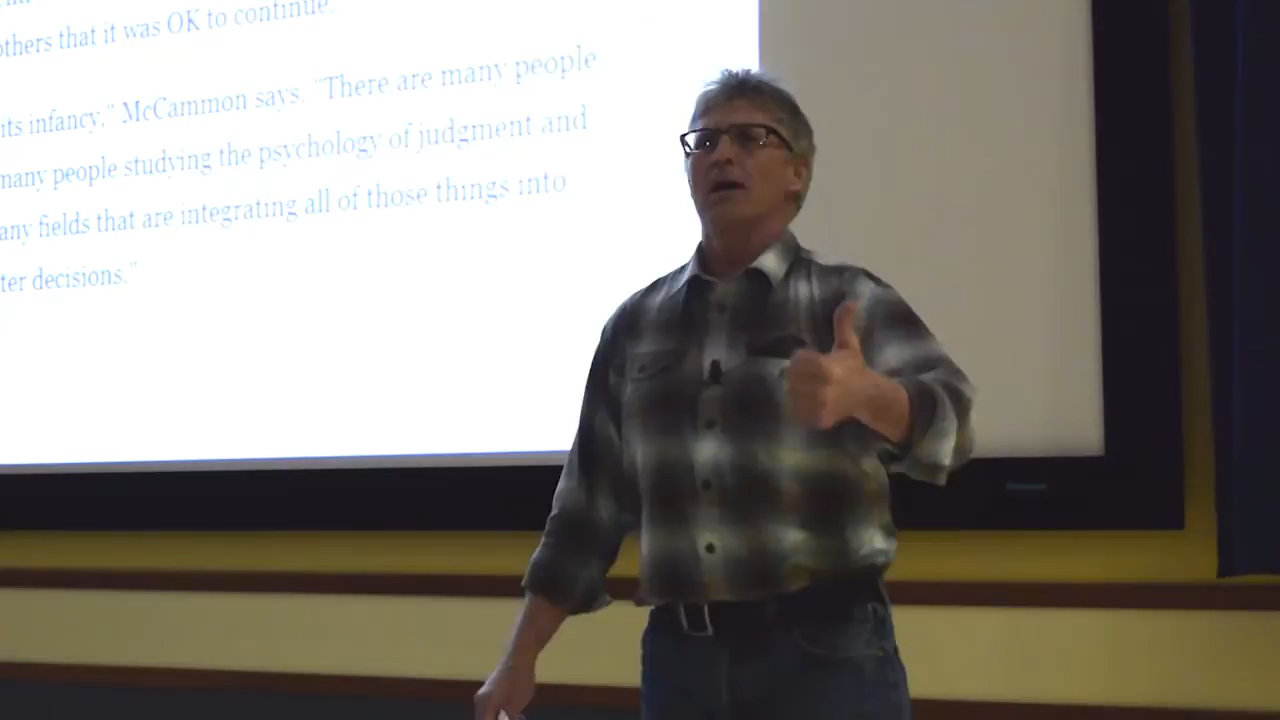 others that it was OK to continue.
its infancy," McCammon says. "There are many people
many people studying the psychology of judgment and
any fields that are integrating all of those things into
ter decisions."